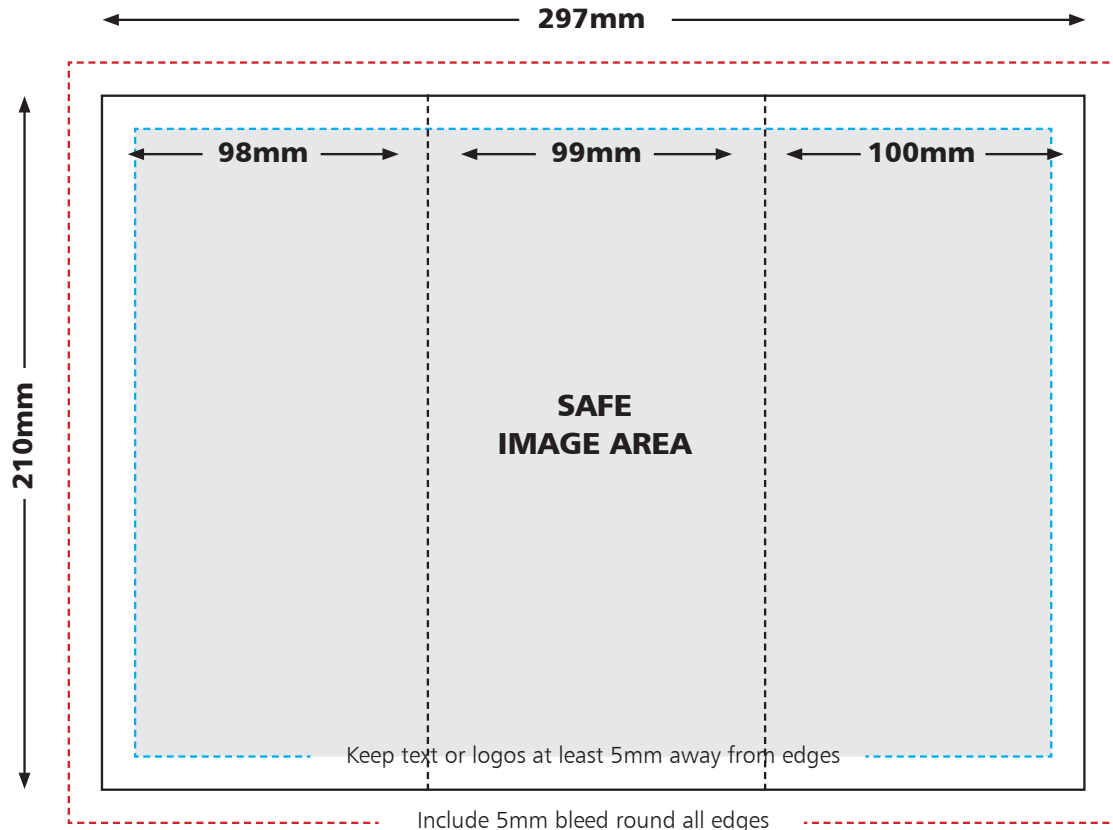 297mm
98mm
99mm
100mm
210mm
SAFE
IMAGE AREA
Keep text or logos at least 5mm away from edges
Include 5mm bleed round all edges